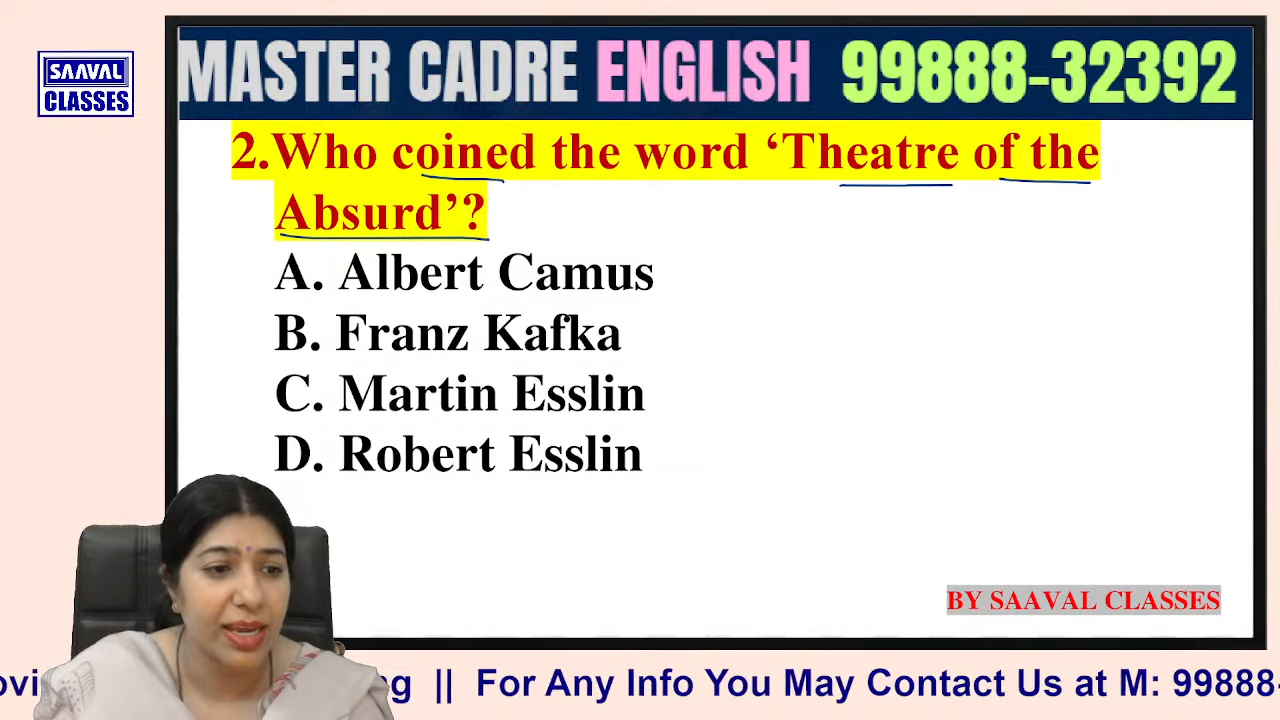 SAAVAL
CLASSES
MASTER CADRE ENGLISH 99888-32392
2.Who coined the word ‘Theatre of the
Absurd’?
A. Albert Camus
B. Franz Kafka
C. Martin Esslin
D. Robert Esslin
BY SAAVAL CLASSES
|| For Any Info You May Contact Us at M: 99888-